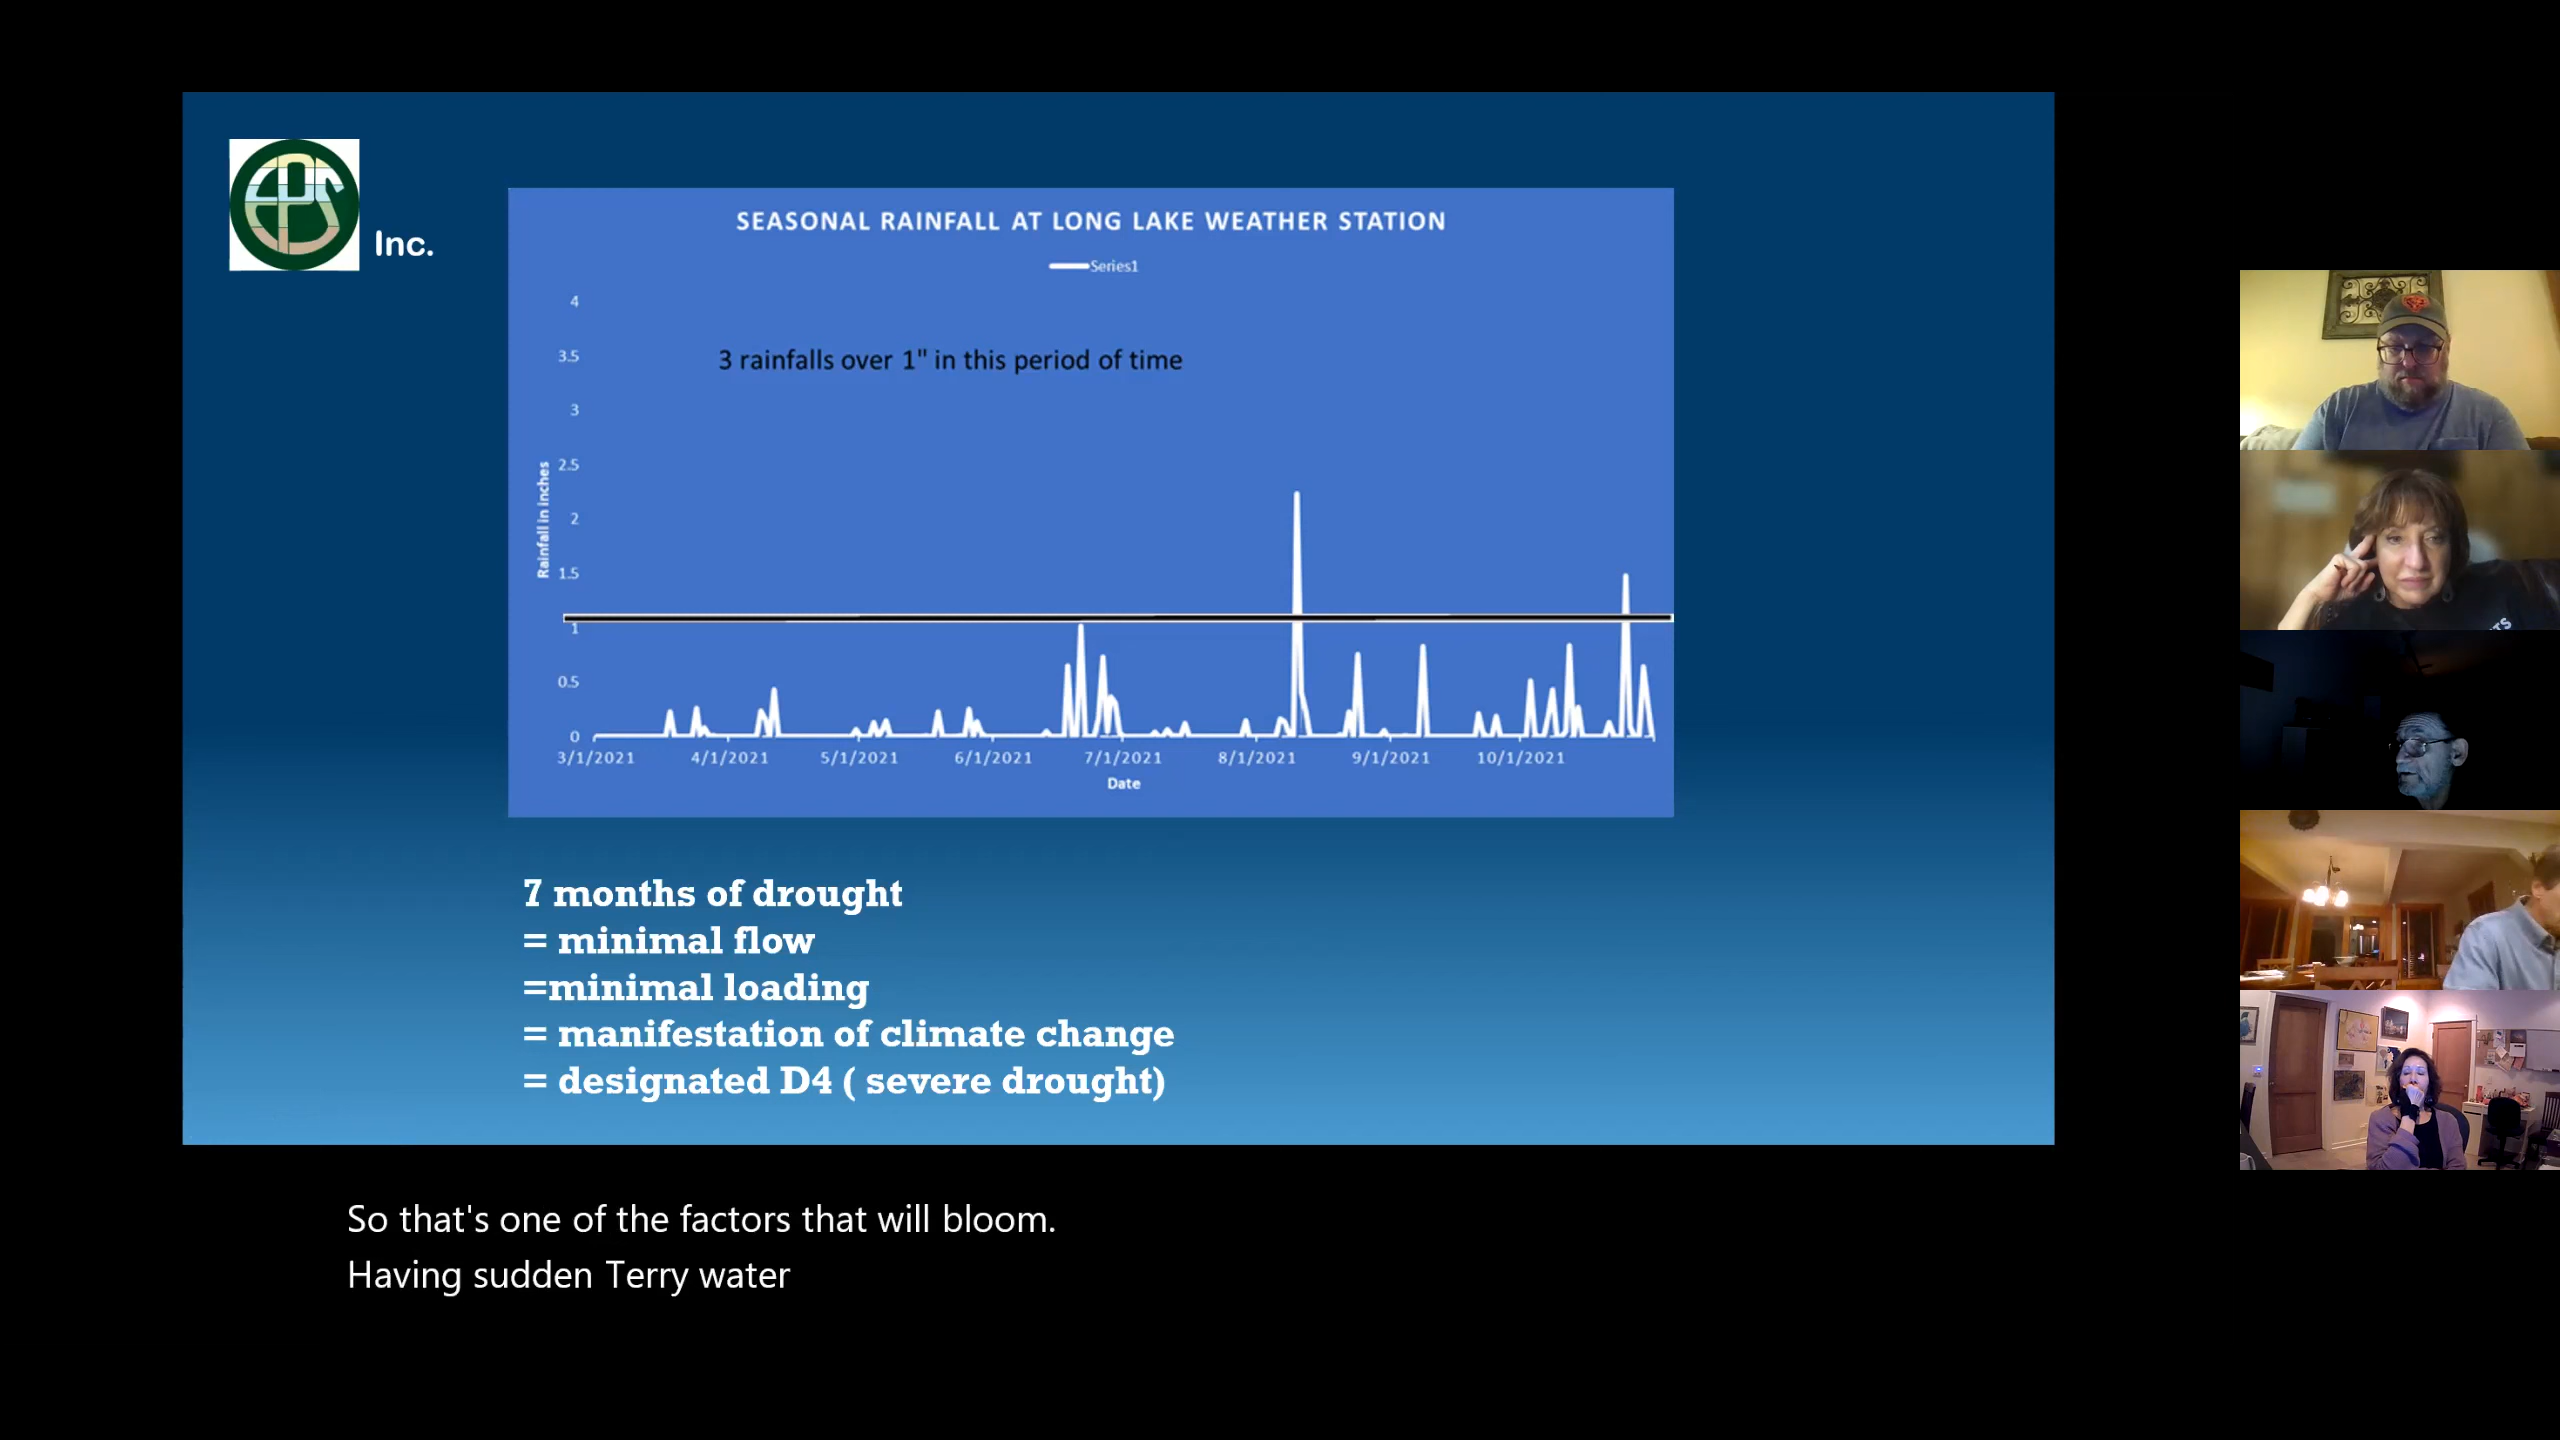 EPS
Inc.
SEASONAL RAINFALL AT LONG LAKE WEATHER STATION
Series1
4
3.5
3
2.5
2
1.5
1
0.5
0
Rainfall in inches
3 rainfalls over 1" in this period of time
3/1/2021 4/1/2021 5/1/2021 6/1/2021 7/1/2021 8/1/2021 9/1/2021 10/1/2021
Date
7 months of drought
= minimal flow
=minimal loading
= manifestation of climate change
= designated D4 ( severe drought)
So that's one of the factors that will bloom.
Having sudden Terry water